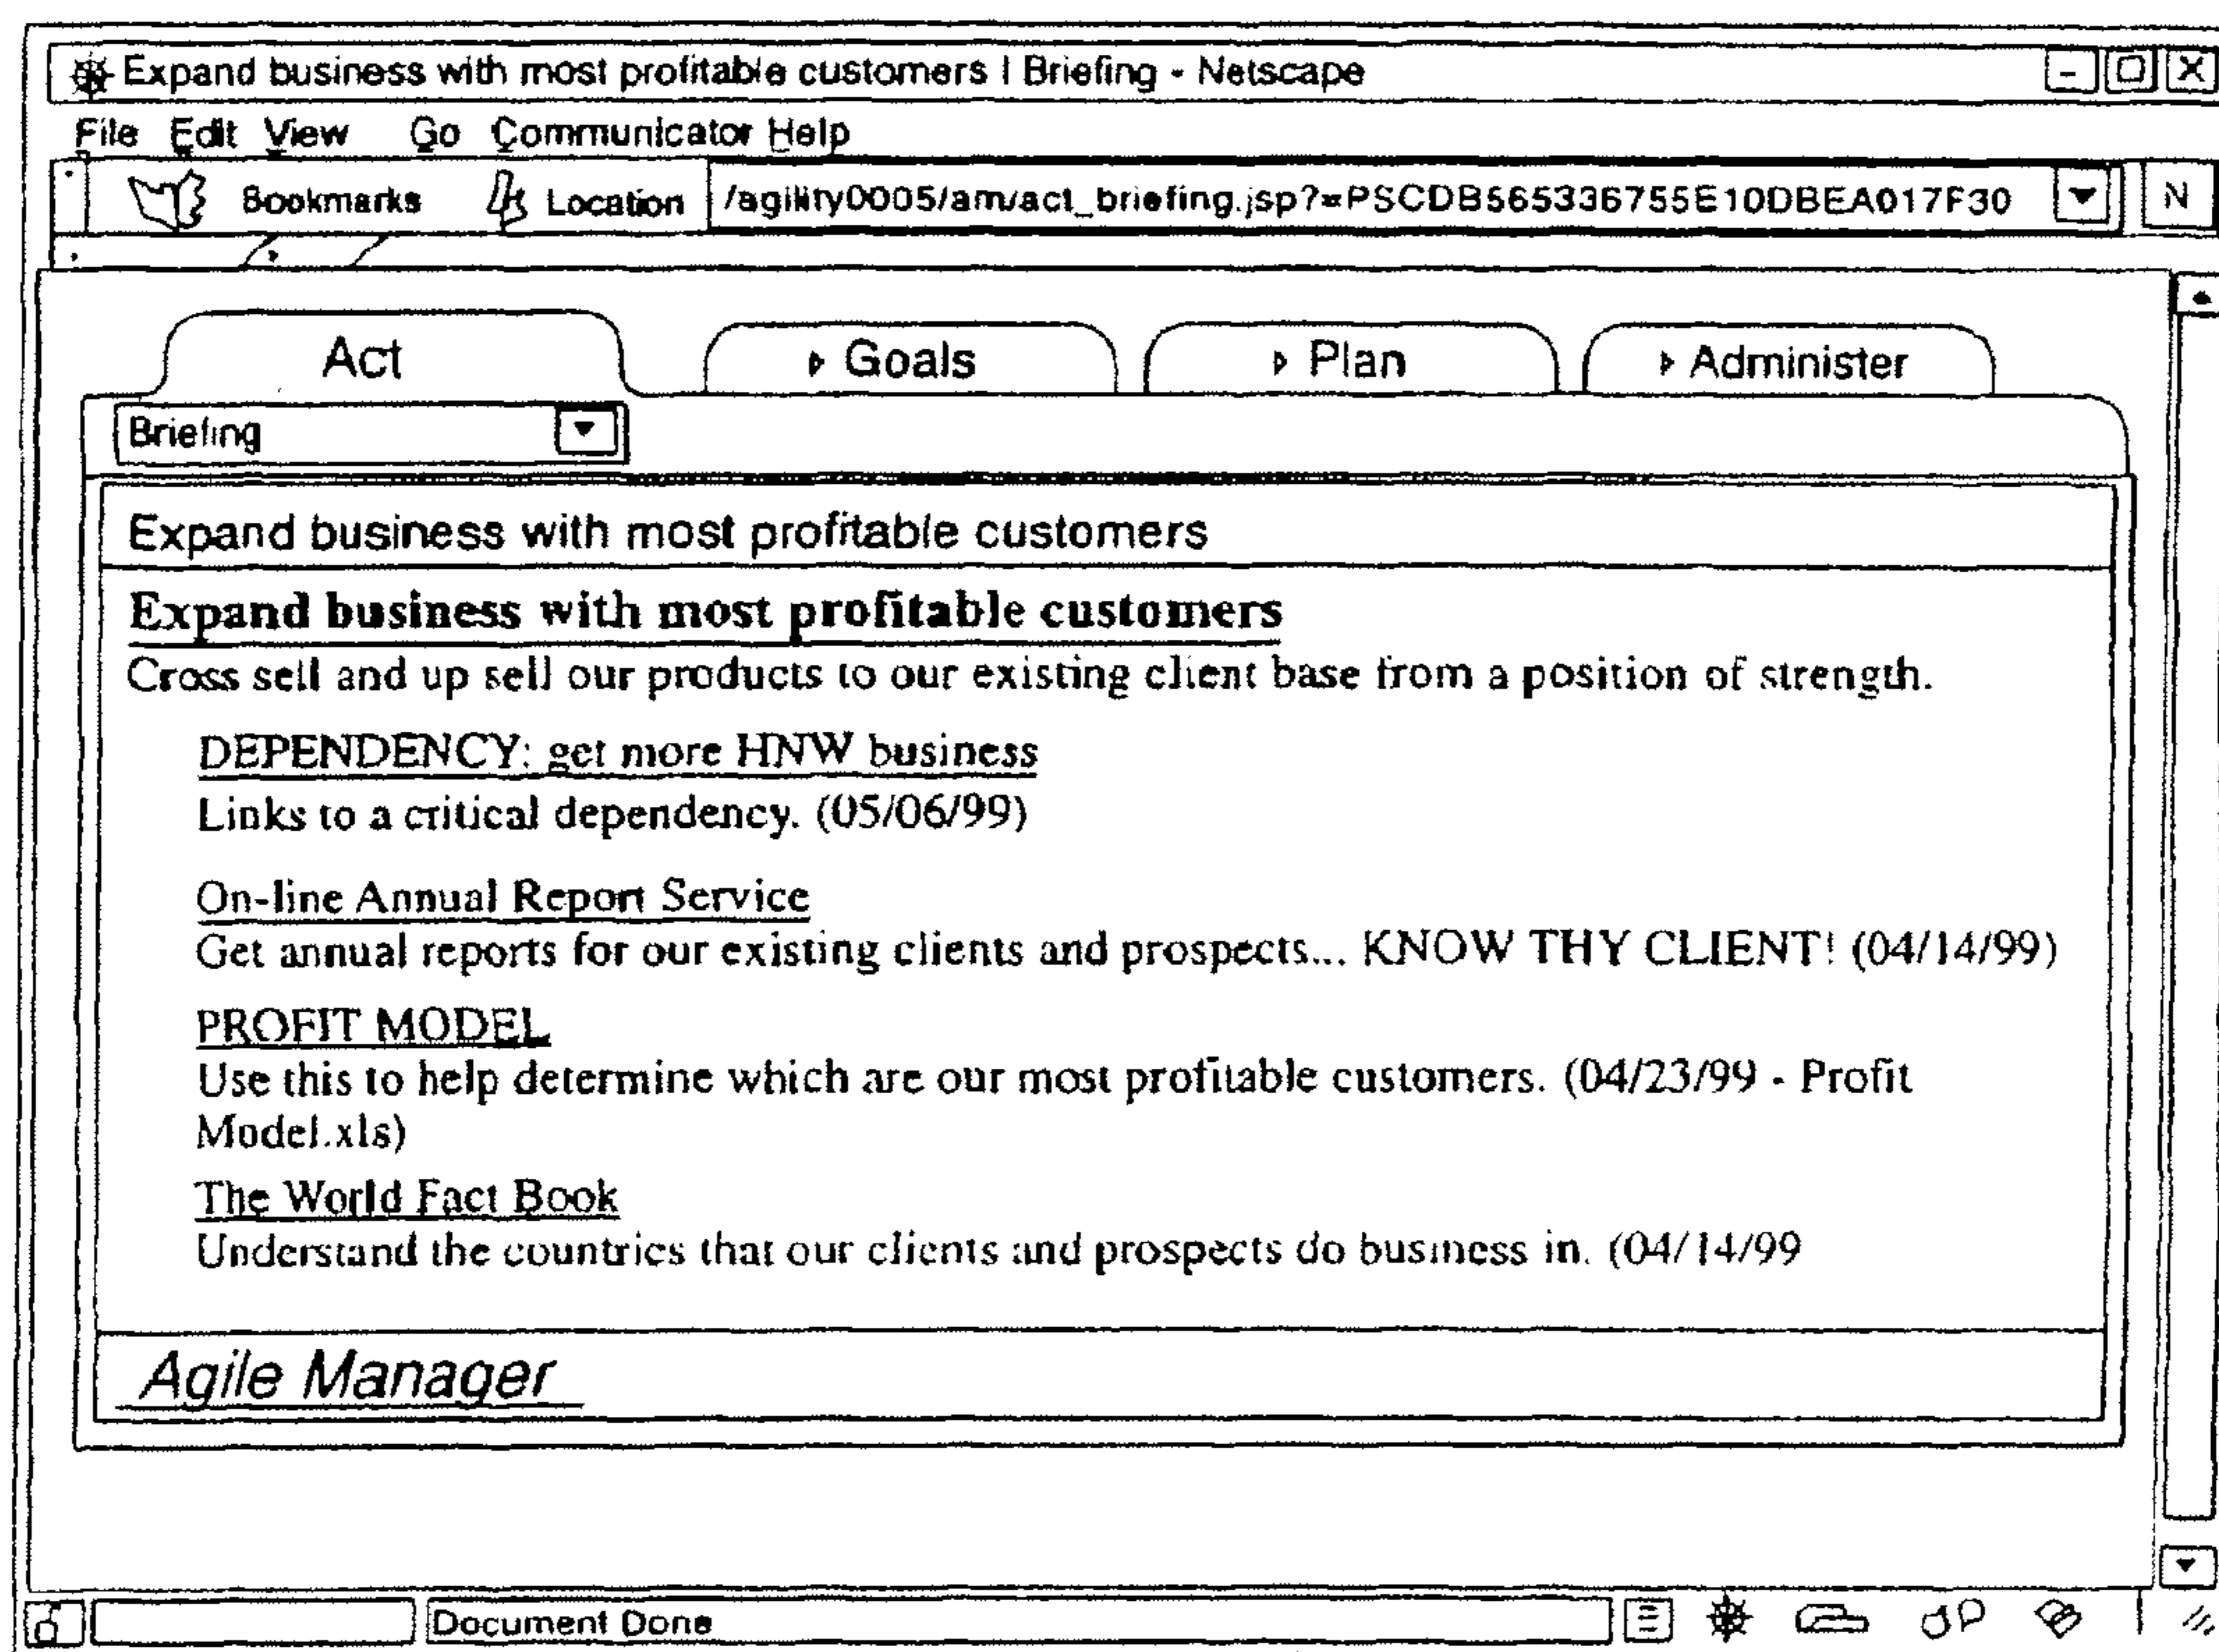 Expand business with most profitable customers | Briefing - Netscape
File Edit View Go Communicator Help
Bookmarks Location /agility0005/am/act_briefing.jsp?=PSCDB565336755E10DBEA017F30 N
Act Goals Plan Administer
Briefing
Expand business with most profitable customers
Expand business with most profitable customers
Cross sell and up sell our products to our existing client base from a position of strength.
DEPENDENCY: get more HNW business
Links to a critical dependency. (05/06/99)
On-line Annual Report Service
Get annual reports for our existing clients and prospects... KNOW THY CLIENT! (04/14/99)
PROFIT MODEL
Use this to help determine which are our most profitable customers. (04/23/99 - Profit
Model.xls)
The World Fact Book
Understand the countries that our clients and prospects do business in. (04/14/99
Agile Manager
Document Done